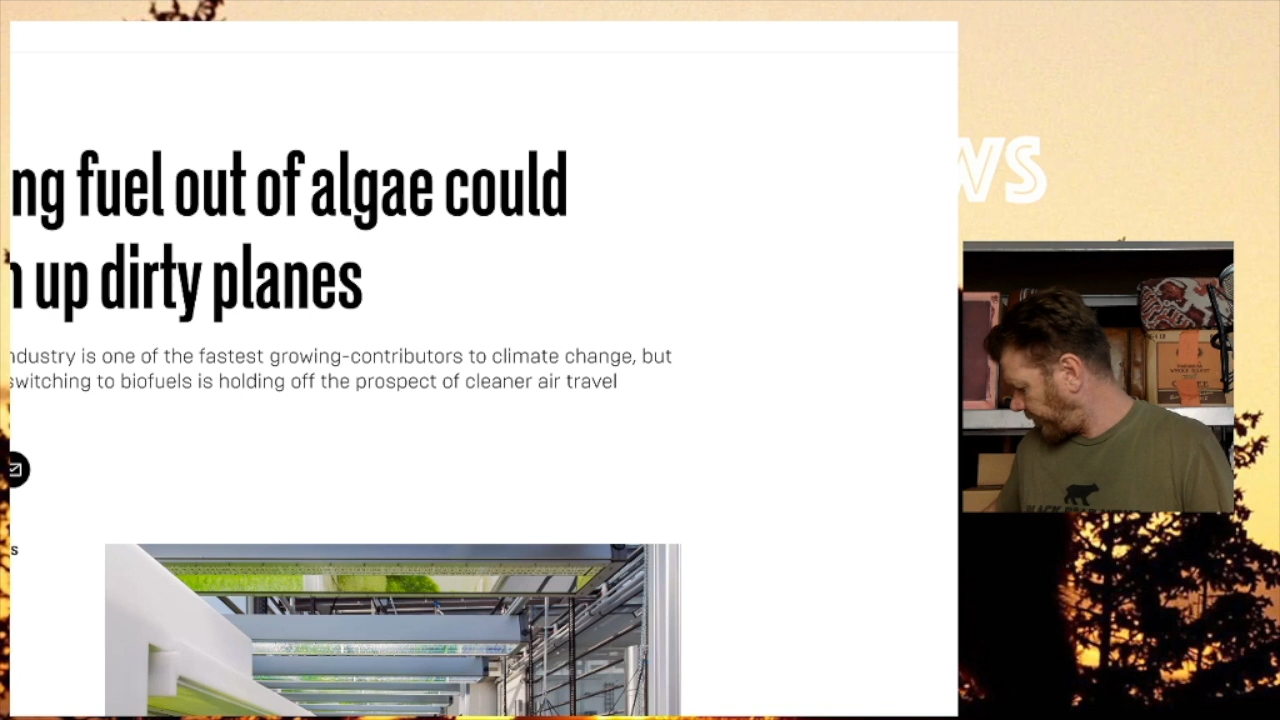 ng fuel out of algae could
up dirty planes
ndustry is one of the fastest growing-contributors to climate change, but
switching to biofuels is holding off the prospect of cleaner air travel
WS
s